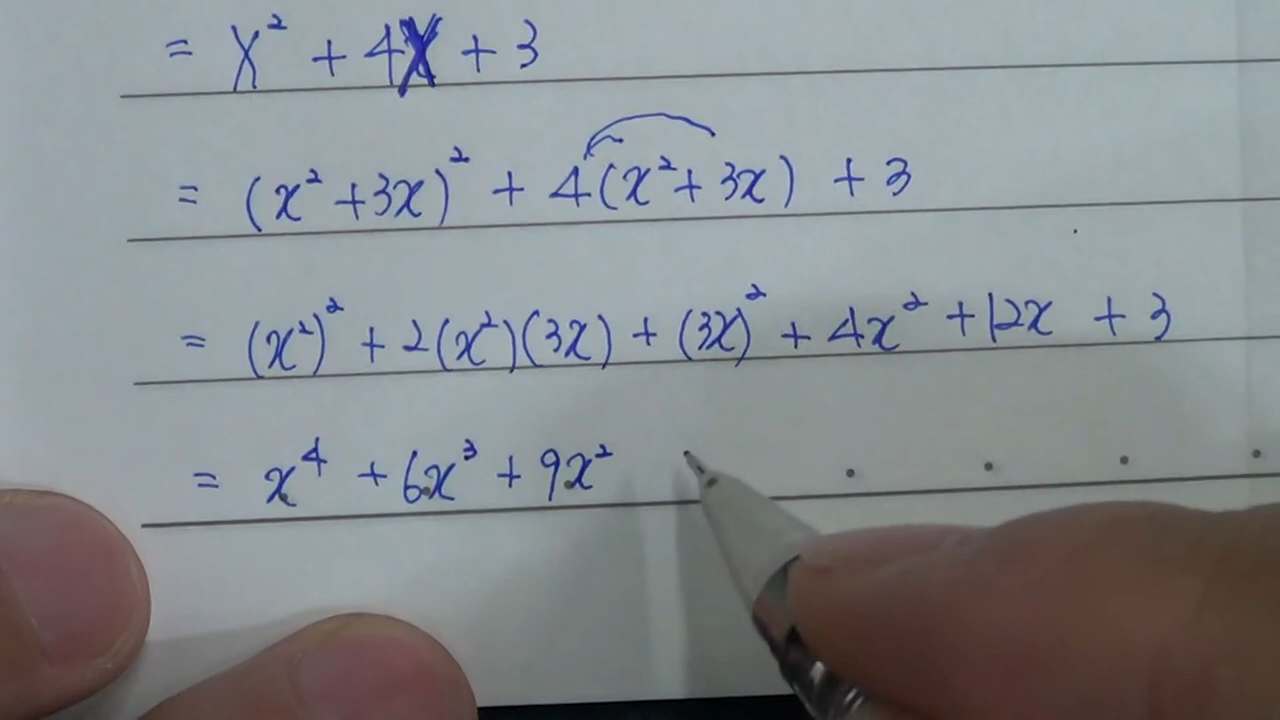 = X² + 4X + 3
= (x² + 3x)² + 4(x² + 3x) + 3
= (x²)² + 2(x²)(3x) + (3x)² + 4x² + 12x + 3
= x⁴ + 6x³ + 9x²